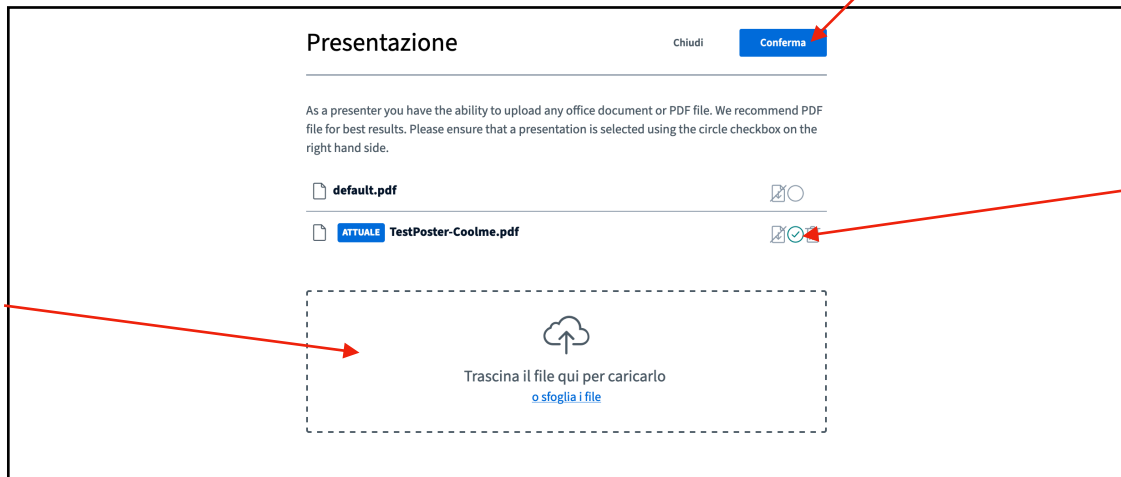 Presentazione
Chiudi
Conferma
As a presenter you have the ability to upload any office document or PDF file. We recommend PDF
file for best results. Please ensure that a presentation is selected using the circle checkbox on the
right hand side.
default.pdf
ATTUALE TestPoster-Coolme.pdf
Trascina il file qui per caricarlo
o sfoglia i file